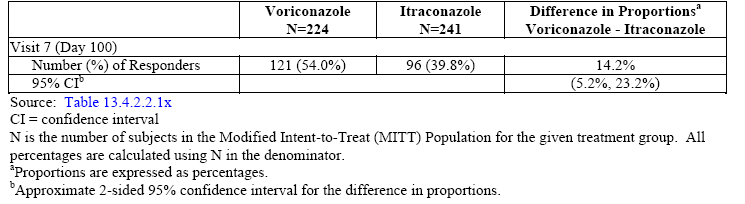 Voriconazole Itraconazole Difference in Proportionsᵃ
N=224 N=241 Voriconazole - Itraconazole
Visit 7 (Day 100)
Number (%) of Responders 121 (54.0%) 96 (39.8%) 14.2%
95% CIᵇ (5.2%, 23.2%)
Source: Table 13.4.2.2.1x
CI = confidence interval
N is the number of subjects in the Modified Intent-to-Treat (MITT) Population for the given treatment group. All
percentages are calculated using N in the denominator.
ᵃProportions are expressed as percentages.
ᵇApproximate 2-sided 95% confidence interval for the difference in proportions.